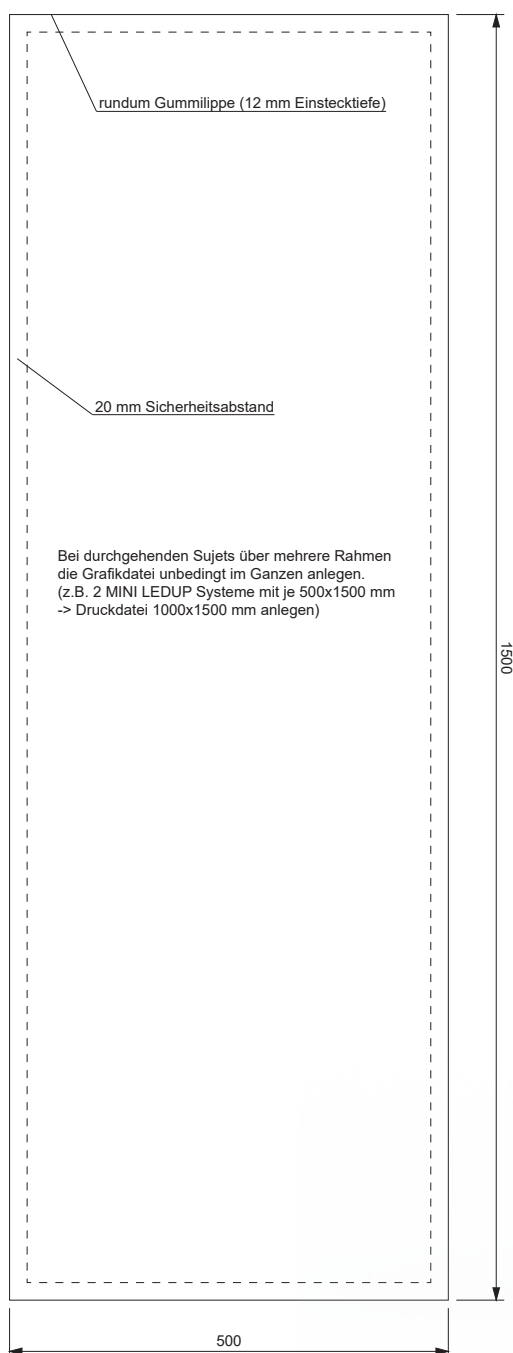 rundum Gummilippe (12 mm Einstecktiefe)
20 mm Sicherheitsabstand
Bei durchgehenden Sujets über mehrere Rahmen
die Grafikdatei unbedingt im Ganzen anlegen.
(z.B. 2 MINI LEDUP Systeme mit je 500x1500 mm
-> Druckdatei 1000x1500 mm anlegen)
1500
500